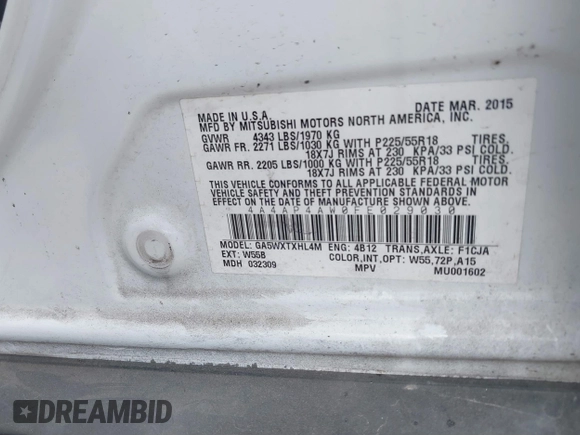 MADE IN U.S.A. DATE MAR. 2015
MFD BY MITSUBISHI MOTORS NORTH AMERICA, INC.
GVWR 4343 LBS/1970 KG
GAWR FR. 2271 LBS/1030 KG WITH P225/55R18 TIRES,
18X7J RIMS AT 230 KPA/33 PSI COLD.
GAWR RR. 2205 LBS/1000 KG WITH P225/55R18 TIRES,
18X7J RIMS AT 230 KPA/33 PSI COLD.
THIS VEHICLE CONFORMS TO ALL APPLICABLE FEDERAL MOTOR
VEHICLE SAFETY AND THEFT PREVENTION STANDARDS IN
EFFECT ON THE DATE OF MANUFACTURE SHOWN ABOVE.
4A4AP4AW0FE029030
MODEL: GA5WXTXHL4M ENG: 4B12 TRANS,AXLE: F1CJA
EXT: W55B COLOR,INT,OPT: W55,72P,A15
MDH 032309 MPV MU001602
DREAMBID